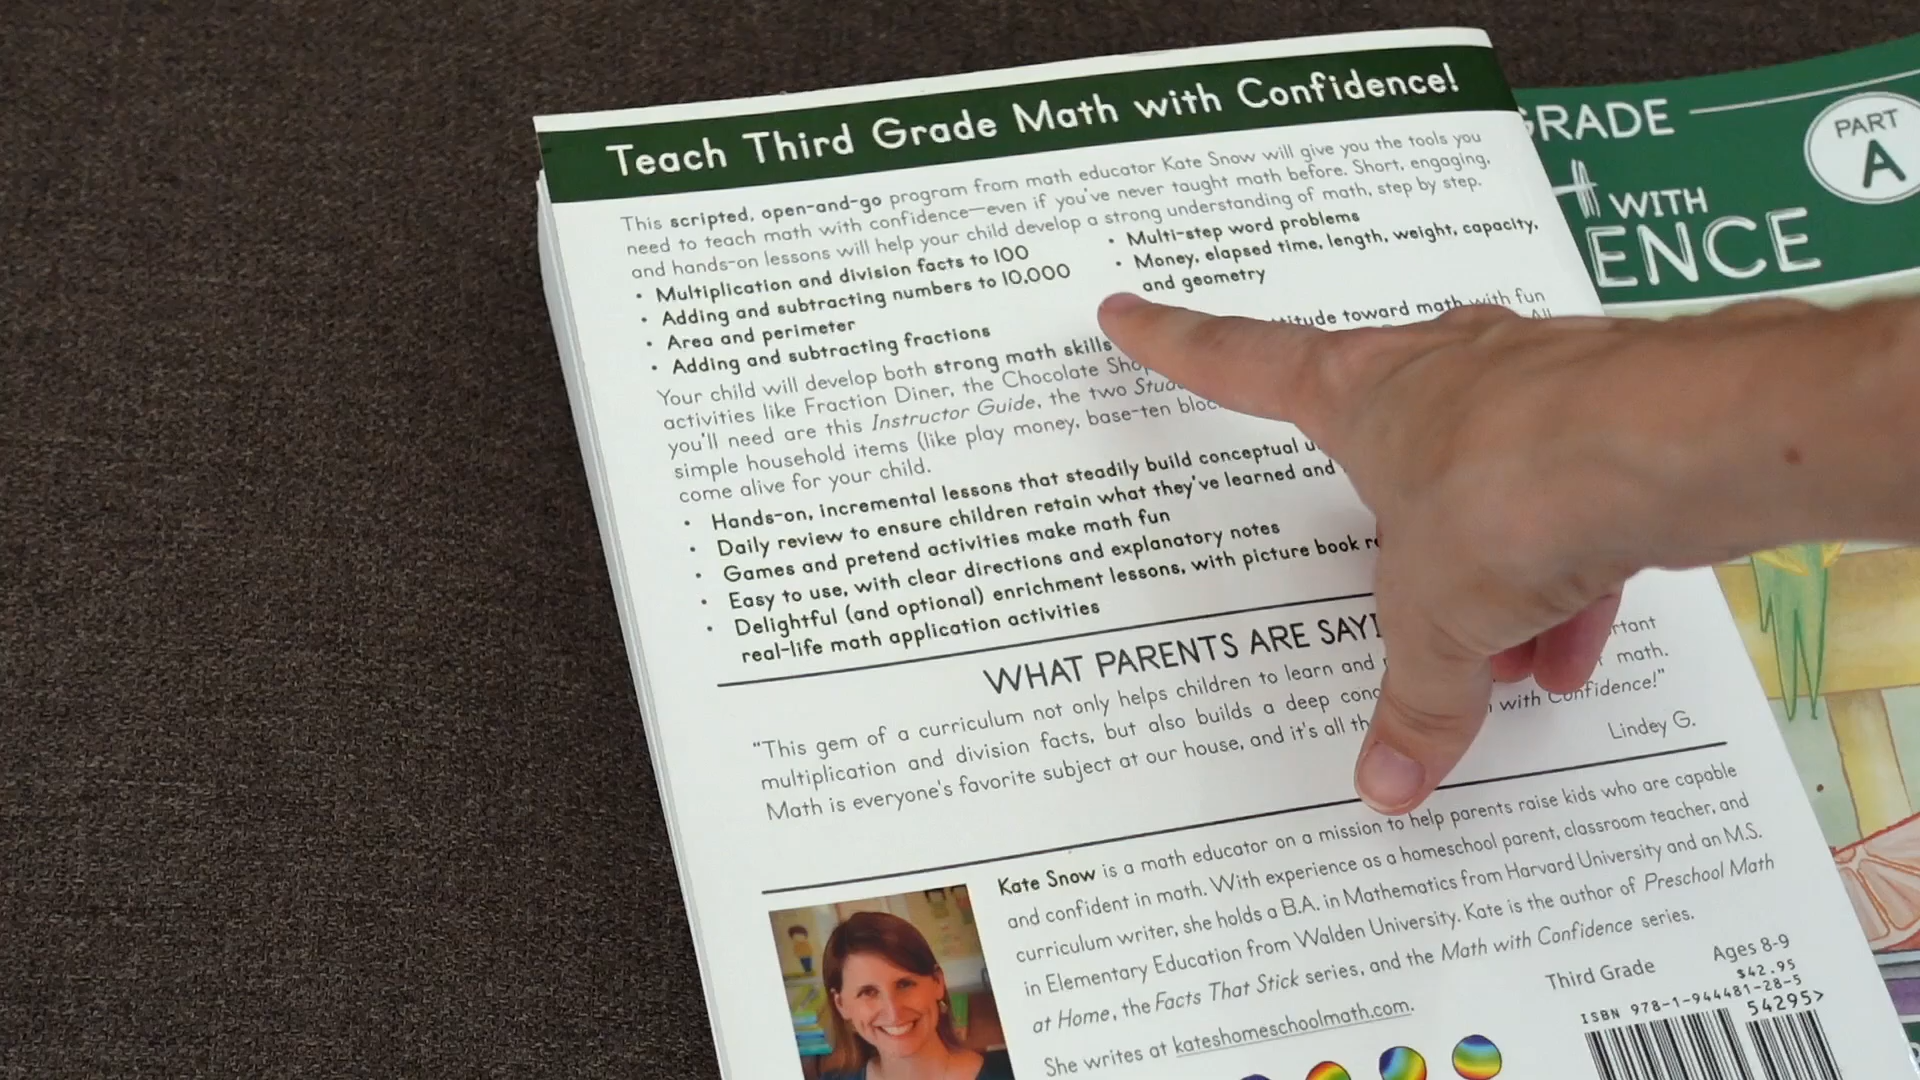 Teach Third Grade Math with Confidence!
This scripted, open-and-go program from math educator Kate Snow will give you the tools you
need to teach math with confidence—even if you've never taught math before. Short, engaging,
and hands-on lessons will help your child develop a strong understanding of math, step by step.
• Multiplication and division facts to 100
• Adding and subtracting numbers to 10,000
• Area and perimeter
• Adding and subtracting fractions
• Multi-step word problems
• Money, elapsed time, length, weight, capacity,
and geometry
Your child will develop both strong math skills toward math with fun
activities like Fraction Diner, the Chocolate All
you'll need are this Instructor Guide, the two
simple household items (like play money, base-ten
come alive for your child.
• Hands-on, incremental lessons that steadily build conceptual
• Daily review to ensure children retain what they've learned and
• Games and pretend activities make math fun
• Easy to use, with clear directions and explanatory notes
• Delightful (and optional) enrichment lessons, with picture book
real-life math application activities
WHAT PARENTS ARE
"This gem of a curriculum not only helps children to learn and
multiplication and division facts, but also builds a deep math.
Math is everyone's favorite subject at our house, and it's all with Confidence!"
Lindey G.
Kate Snow is a math educator on a mission to help parents raise kids who are capable
and confident in math. With experience as a homeschool parent, classroom teacher, and
curriculum writer, she holds a B.A. in Mathematics from Harvard University and an M.S.
in Elementary Education from Walden University. Kate is the author of Preschool Math
at Home, the Facts That Stick series, and the Math with Confidence series.
She writes at kateshomeschoolmath.com.
Third Grade Ages 8-9
$42.95
ISBN 978-1-944481-28-5
54295>
GRADE
PART
A
WITH
ENCE